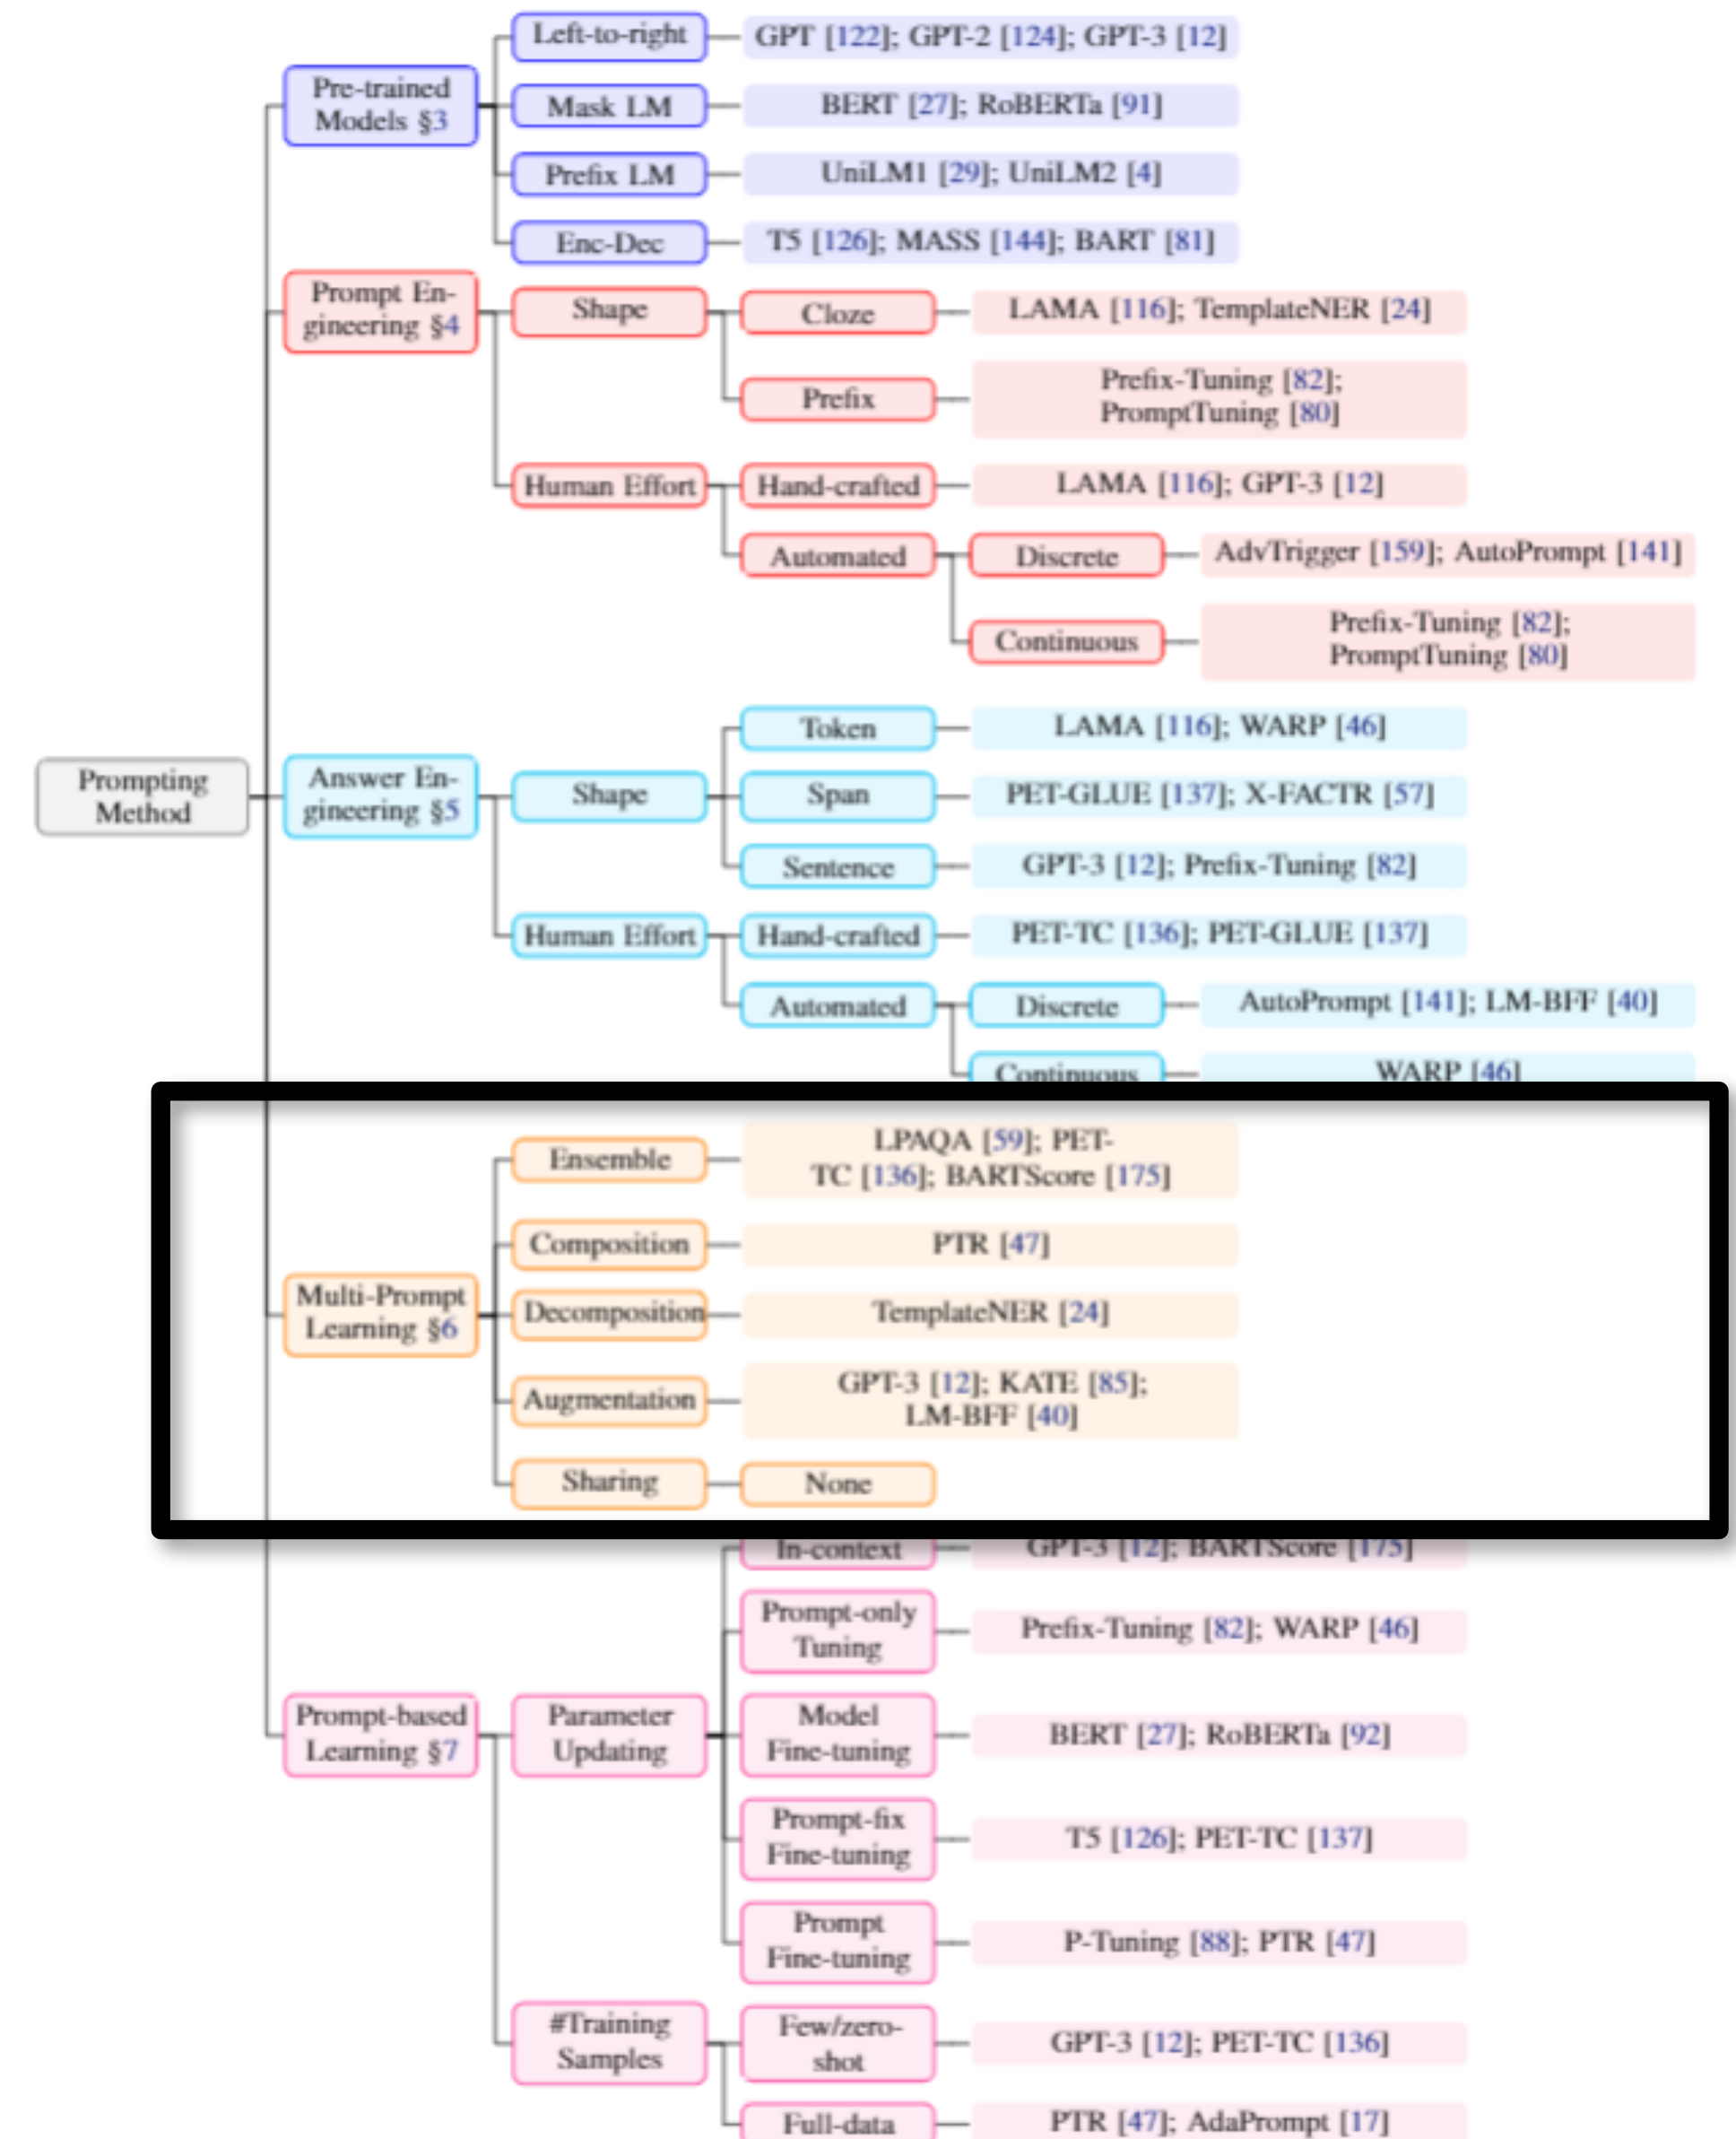 Left-to-right
GPT [122]; GPT-2 [124]; GPT-3 [12]
Pre-trained
Models §3
Mask LM
BERT [27]; RoBERTa [91]
Prefix LM
UniLM1 [29]; UniLM2 [4]
Enc-Dec
T5 [126]; MASS [144]; BART [81]
Prompt En-
gineering §4
Shape
Cloze
LAMA [116]; TemplateNER [24]
Prefix
Prefix-Tuning [82];
PromptTuning [80]
Human Effort
Hand-crafted
LAMA [116]; GPT-3 [12]
Automated
Discrete
AdvTrigger [159]; AutoPrompt [141]
Continuous
Prefix-Tuning [82];
PromptTuning [80]
Prompting
Method
Answer En-
gineering §5
Shape
Token
LAMA [116]; WARP [46]
Span
PET-GLUE [137]; X-FACTR [57]
Sentence
GPT-3 [12]; Prefix-Tuning [82]
Human Effort
Hand-crafted
PET-TC [136]; PET-GLUE [137]
Automated
Discrete
AutoPrompt [141]; LM-BFF [40]
Continuous
WARP [46]
Multi-Prompt
Learning §6
Ensemble
LPAQA [59]; PET-
TC [136]; BARTScore [175]
Composition
PTR [47]
Decomposition
TemplateNER [24]
Augmentation
GPT-3 [12]; KATE [85];
LM-BFF [40]
Sharing
None
Prompt-based
Learning §7
Parameter
Updating
In-context
GPT-3 [12]; BARTScore [175]
Prompt-only
Tuning
Prefix-Tuning [82]; WARP [46]
Model
Fine-tuning
BERT [27]; RoBERTa [92]
Prompt-fix
Fine-tuning
T5 [126]; PET-TC [137]
Prompt
Fine-tuning
P-Tuning [88]; PTR [47]
#Training
Samples
Few/zero-
shot
GPT-3 [12]; PET-TC [136]
Full-data
PTR [47]; AdaPrompt [17]